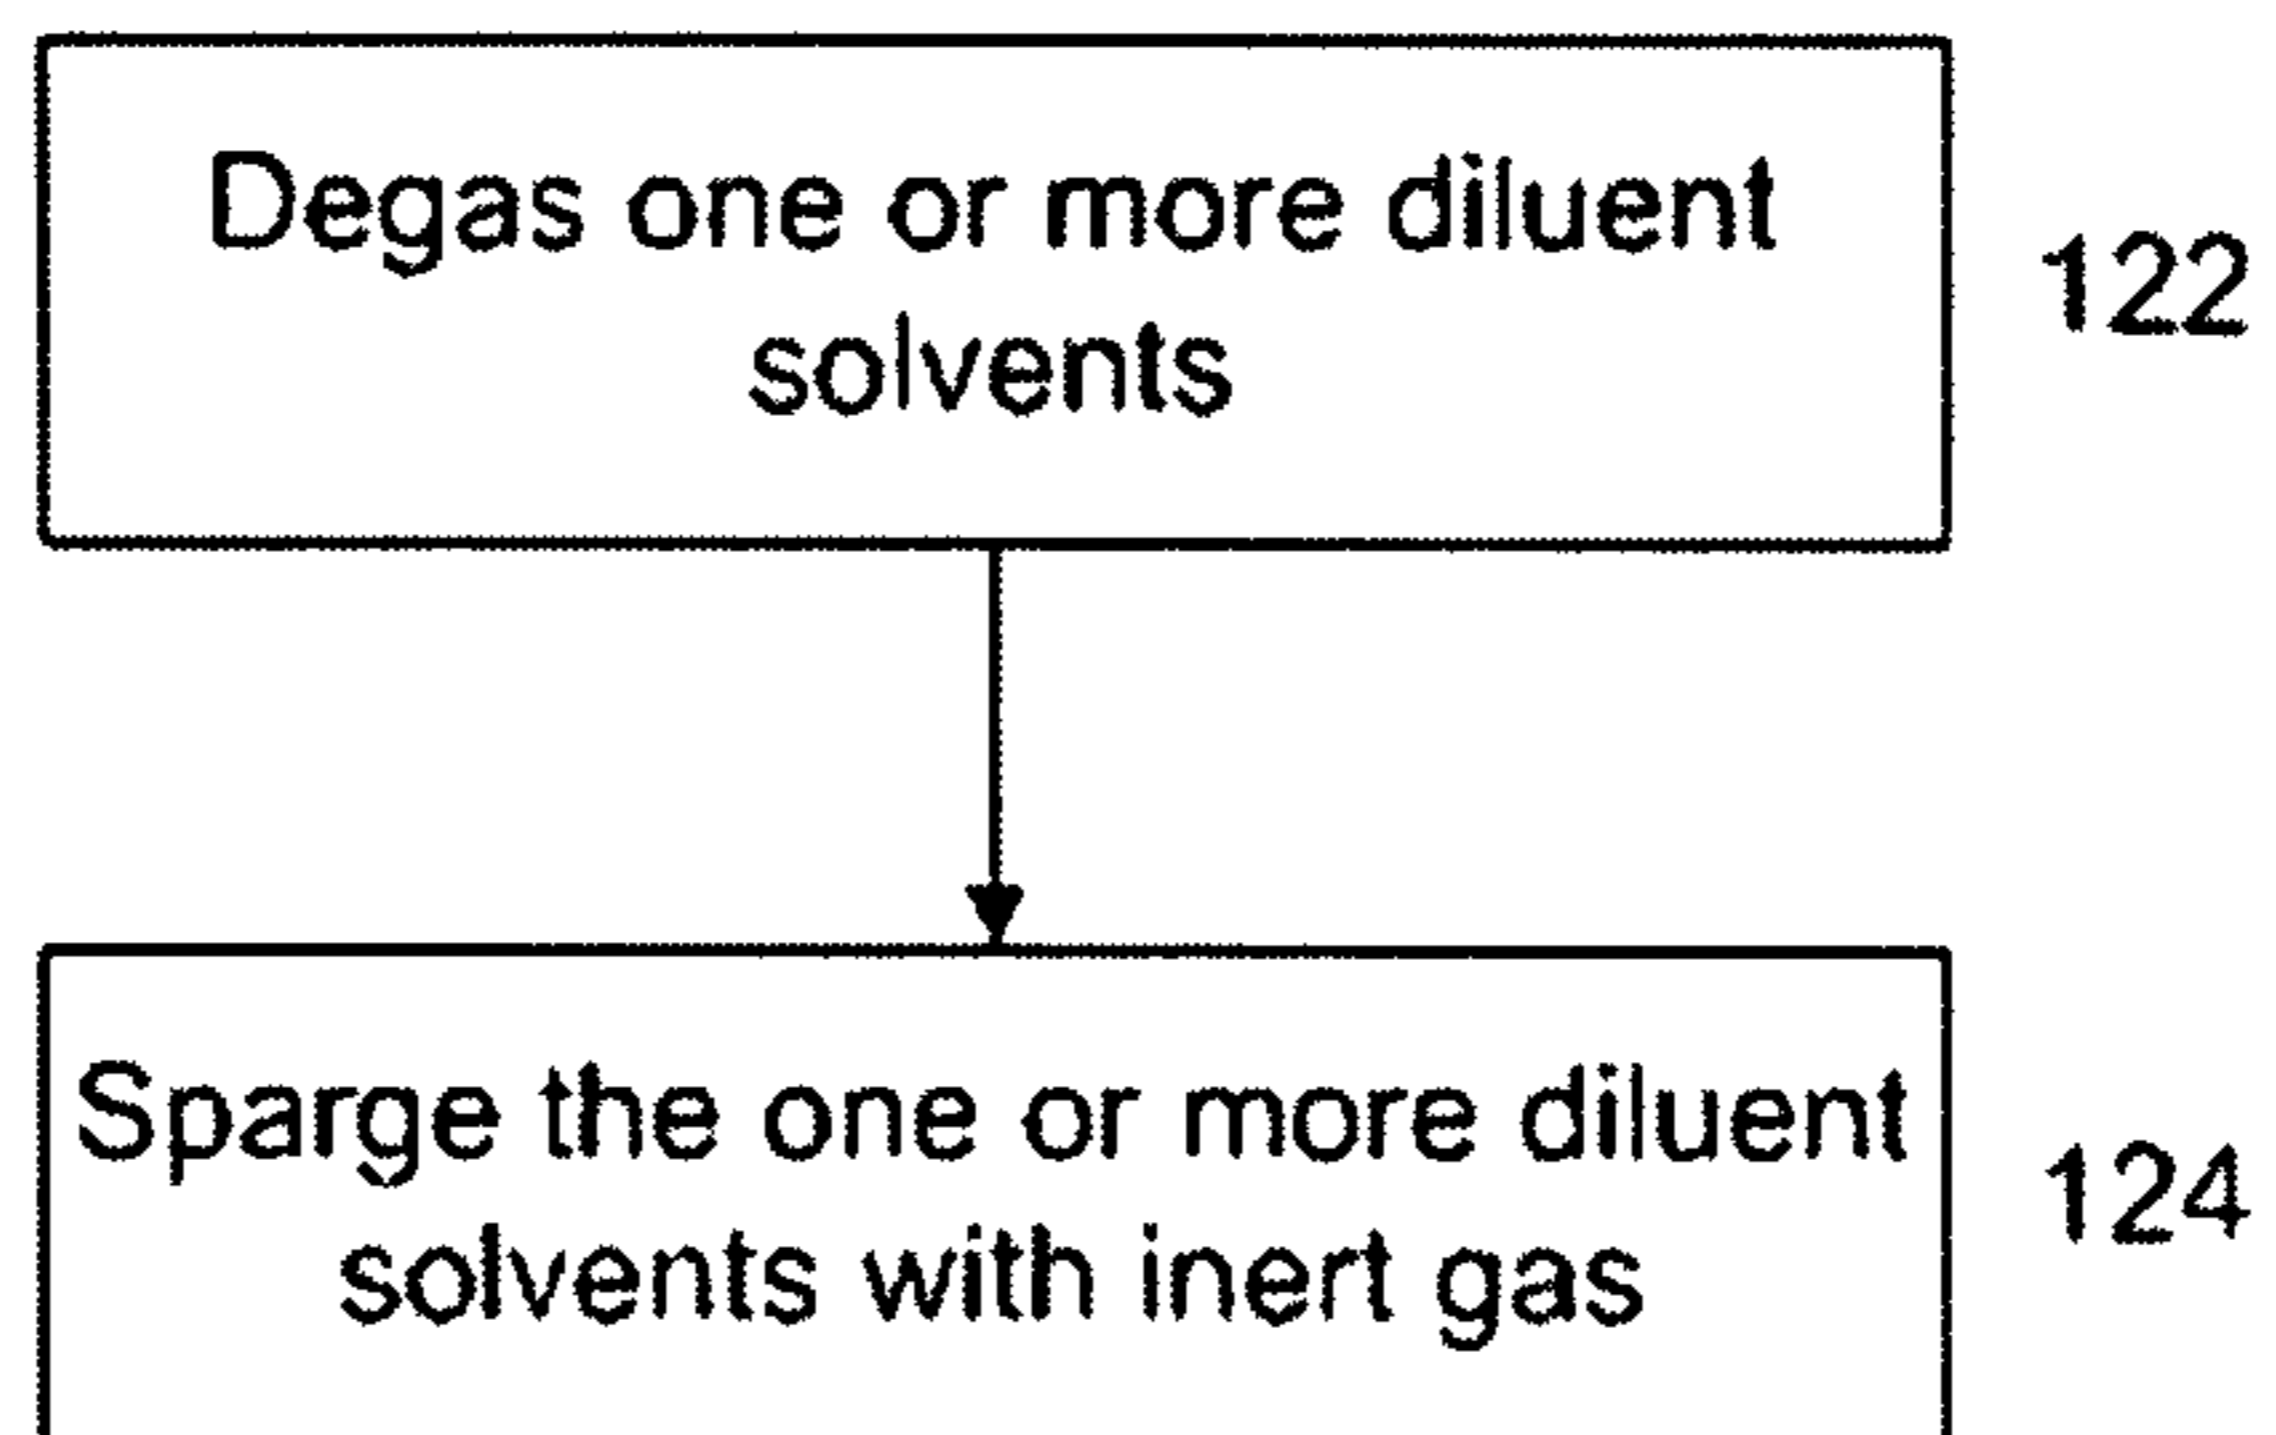 Degas one or more diluent
solvents
122
Sparge the one or more diluent
solvents with inert gas
124